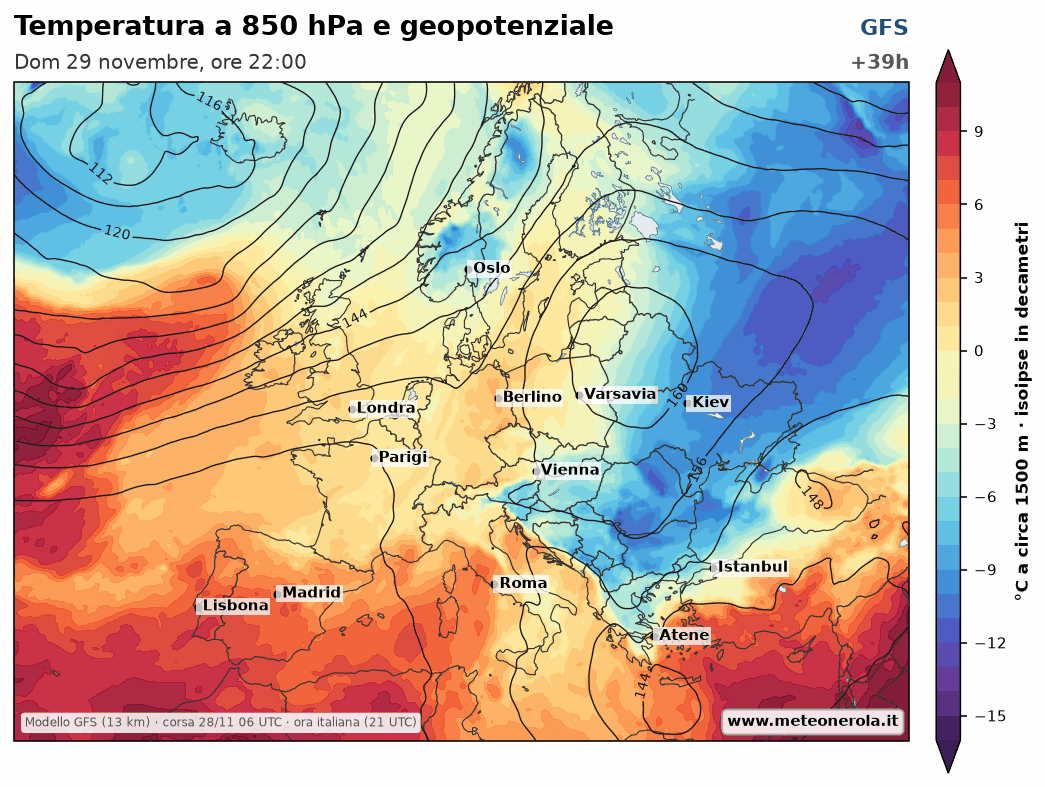 Temperatura a 850 hPa e geopotenziale
GFS
Dom 29 novembre, ore 22:00
+39h
116
112
120
Oslo
144
Berlino
Varsavia
160
Kiev
Londra
Parigi
Vienna
156
148
Istanbul
Roma
Madrid
Lisbona
Atene
144
Modello GFS (13 km) · corsa 28/11 06 UTC · ora italiana (21 UTC)
www.meteonerola.it
9
6
3
0
−3
−6
−9
−12
−15
°C a circa 1500 m · isoipse in decametri